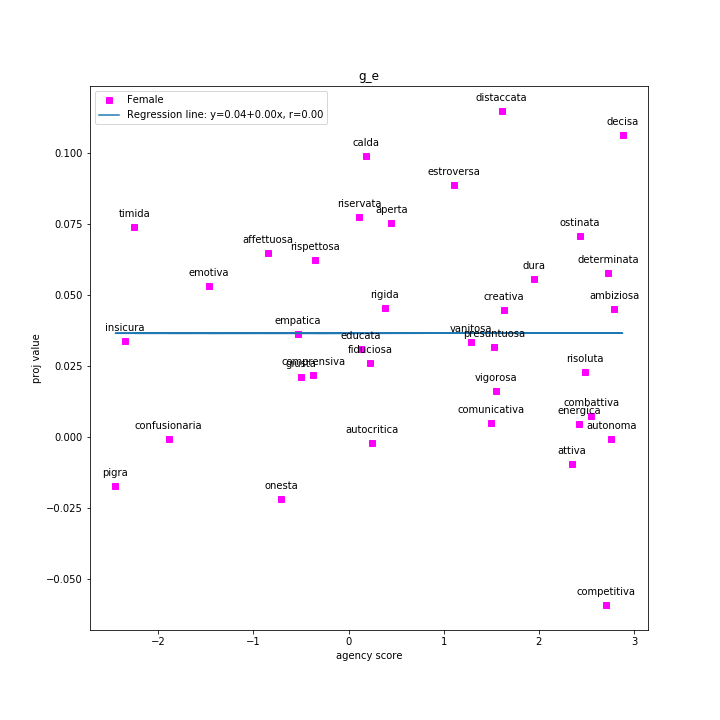 g_e
Female
Regression line: y=0.04+0.00x, r=0.00
distaccata
decisa
calda
estroversa
riservata
aperta
timida
ostinata
affettuosa
rispettosa
dura
determinata
emotiva
rigida
creativa
ambiziosa
insicura
empatica
educata
vanitosa
presuntuosa
fiduciosa
giusta
comprensiva
risoluta
vigorosa
combattiva
energica
comunicativa
confusionaria
autocritica
autonoma
attiva
pigra
onesta
competitiva
0.100
0.075
0.050
0.025
0.000
−0.025
−0.050
proj value
−2 −1 0 1 2 3
agency score